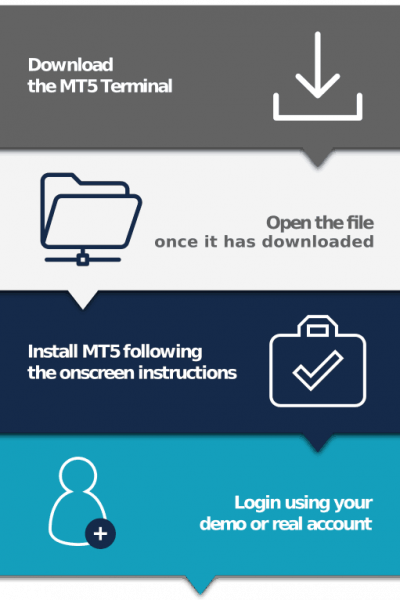 Download
the MT5 Terminal
Open the file
once it has downloaded
Install MT5 following
the onscreen instructions
Login using your
demo or real account